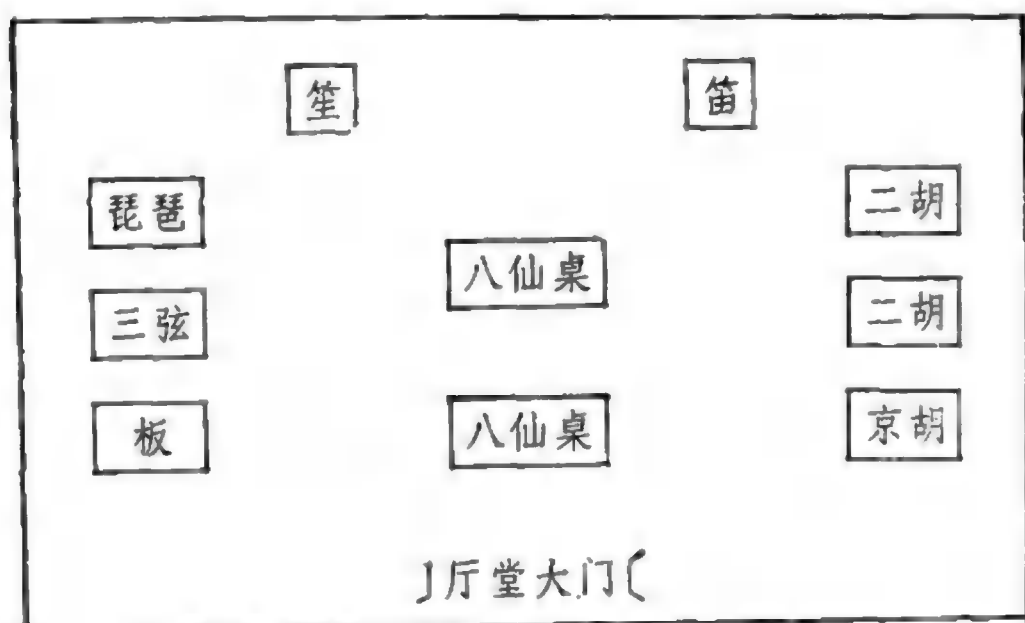 笙 笛
琵琶 二胡
八仙桌
三弦 二胡
板 八仙桌 京胡
厅堂大门